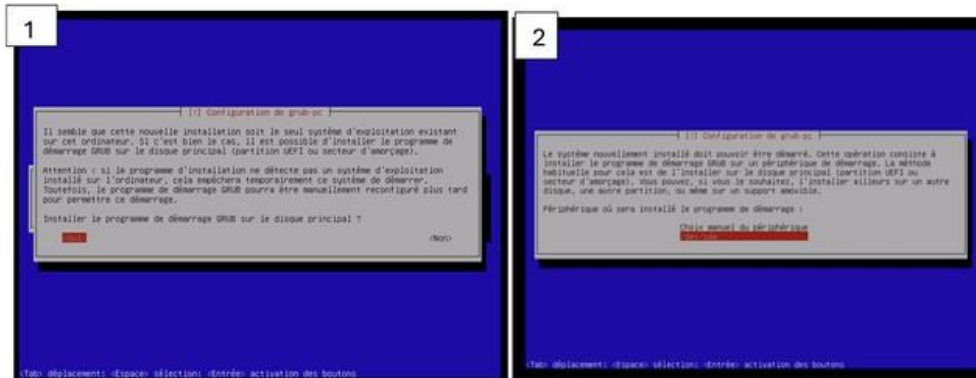 1
[!] Configuration de grub-pc
Il semble que cette nouvelle installation soit le seul système d'exploitation existant
sur cet ordinateur. Si c'est bien le cas, il est possible d'installer le programme de
démarrage GRUB sur le disque principal (partition UEFI ou secteur d'amorçage).
Attention : si le programme d'installation ne détecte pas un système d'exploitation
installé sur l'ordinateur, cela empêchera temporairement ce système de démarrer.
Toutefois, le programme de démarrage GRUB pourra être manuellement reconfiguré plus tard
pour permettre ce démarrage.
Installer le programme de démarrage GRUB sur le disque principal ?
<Oui>
<Non>
<Tab> déplacement; <Espace> sélection; <Entrée> activation des boutons
2
[!] Configuration de grub-pc
Le système nouvellement installé doit pouvoir être démarré. Cette opération consiste à
installer le programme de démarrage GRUB sur un périphérique de démarrage. La méthode
habituelle pour cela est de l'installer sur le disque principal (partition UEFI ou
secteur d'amorçage). Vous pouvez, si vous le souhaitez, l'installer ailleurs sur un autre
disque, une autre partition, ou même sur un support amovible.
Périphérique où sera installé le programme de démarrage :
Choix manuel du périphérique
<Tab> déplacement; <Espace> sélection; <Entrée> activation des boutons